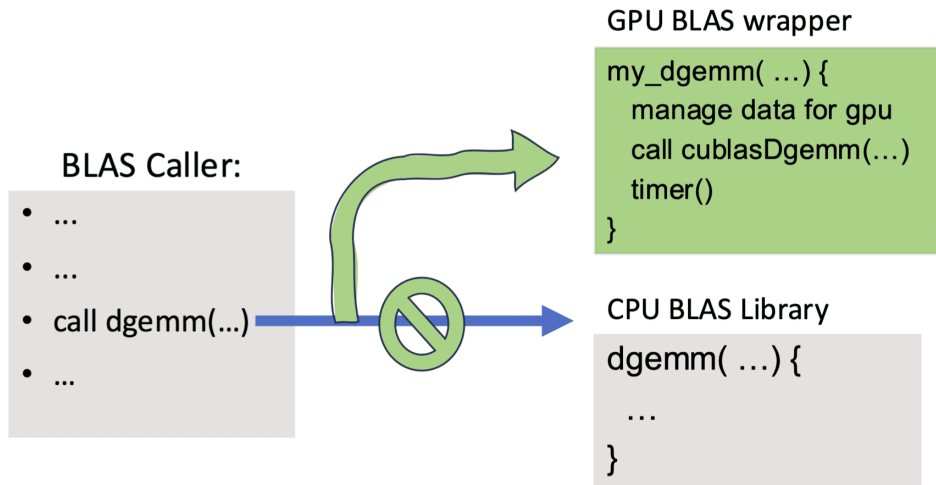 GPU BLAS wrapper
my_dgemm( ...) {
manage data for gpu
call cublasDgemm(...)
timer()
}
BLAS Caller:
• ...
• ...
• call dgemm(...)
• ...
CPU BLAS Library
dgemm( ...) {
...
}